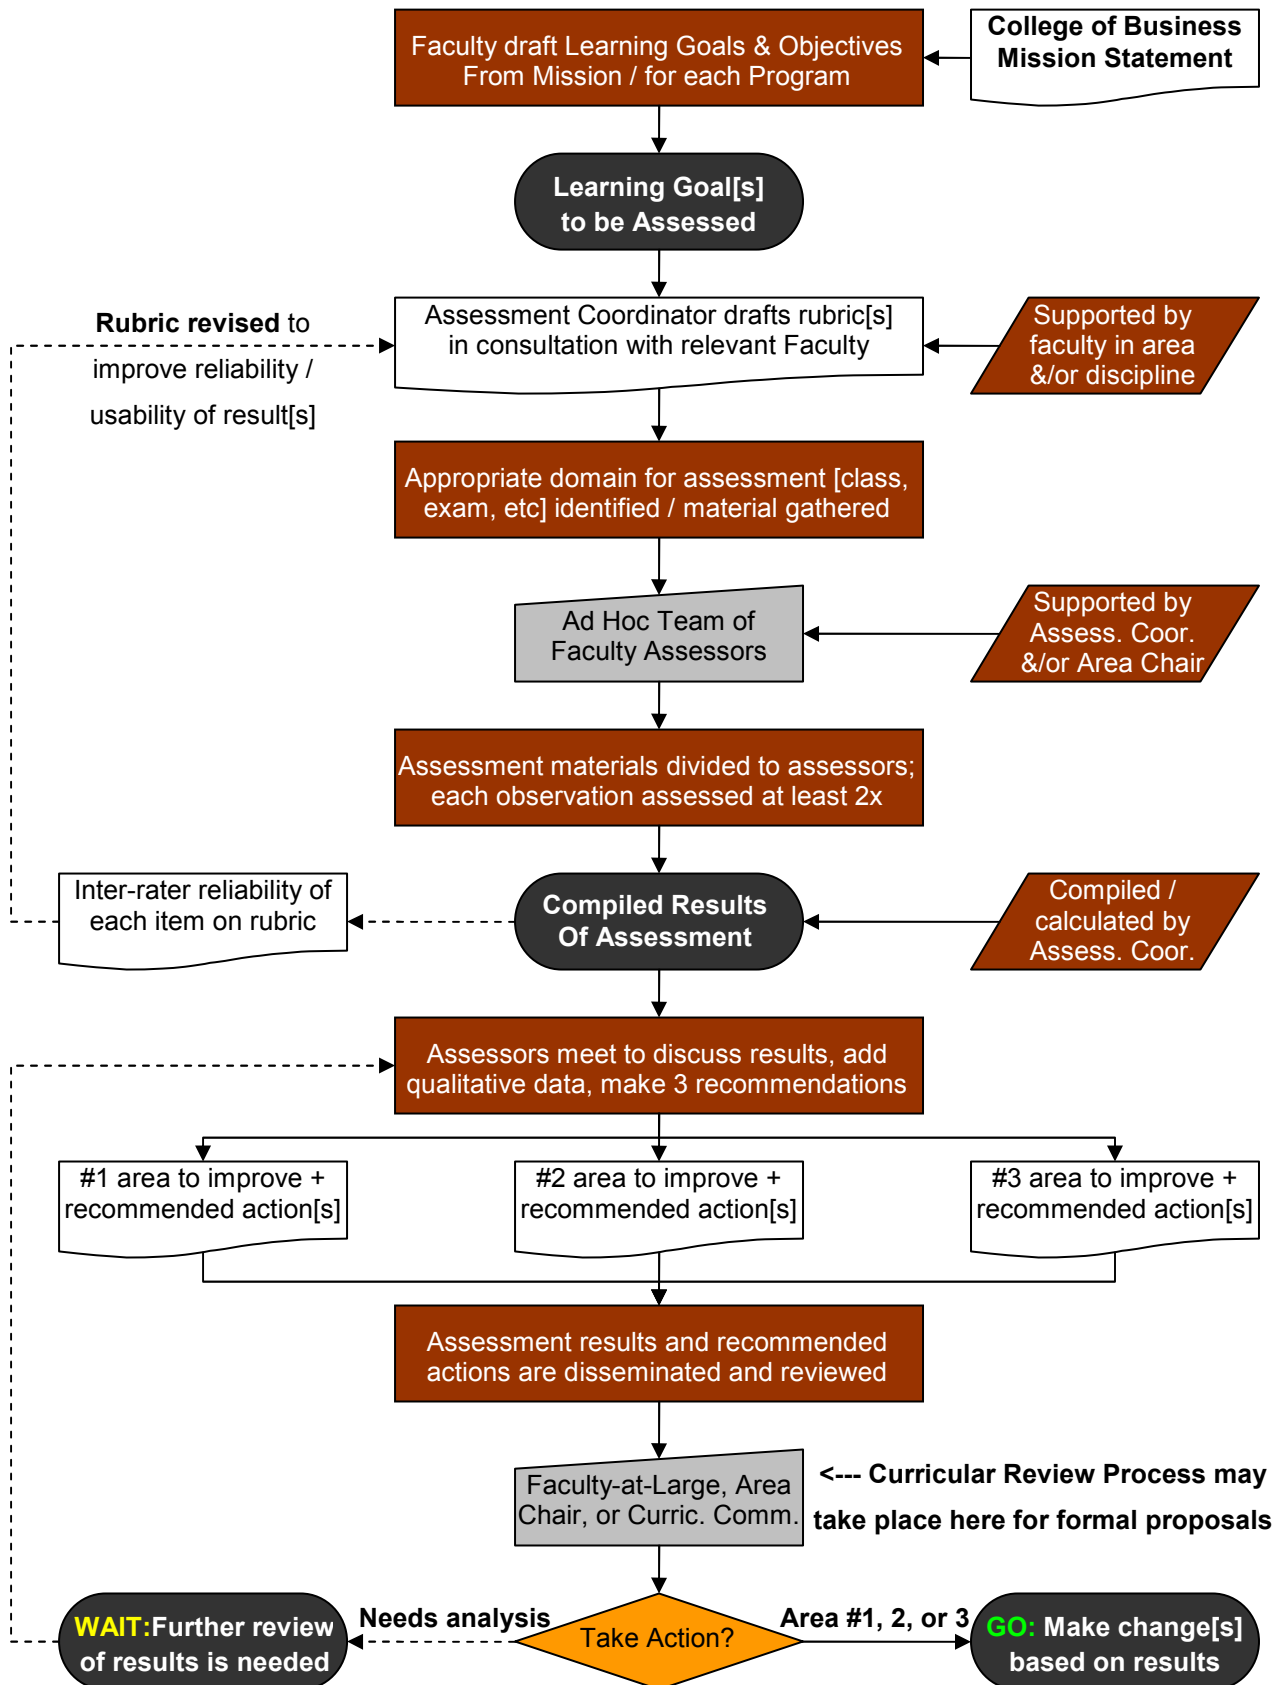 Faculty draft Learning Goals & Objectives
From Mission / for each Program
College of Business
Mission Statement
Learning Goal[s]
to be Assessed
Rubric revised to
improve reliability /
usability of result[s]
Assessment Coordinator drafts rubric[s]
in consultation with relevant Faculty
Supported by
faculty in area
&/or discipline
Appropriate domain for assessment [class,
exam, etc] identified / material gathered
Ad Hoc Team of
Faculty Assessors
Supported by
Assess. Coor.
&/or Area Chair
Assessment materials divided to assessors;
each observation assessed at least 2x
Inter-rater reliability of
each item on rubric
Compiled Results
Of Assessment
Compiled /
calculated by
Assess. Coor.
Assessors meet to discuss results, add
qualitative data, make 3 recommendations
#1 area to improve +
recommended action[s]
#2 area to improve +
recommended action[s]
#3 area to improve +
recommended action[s]
Assessment results and recommended
actions are disseminated and reviewed
Faculty-at-Large, Area
Chair, or Curric. Comm.
<--- Curricular Review Process may
take place here for formal proposals
WAIT:Further review
of results is needed
Needs analysis
Take Action?
Area #1, 2, or 3
GO: Make change[s]
based on results